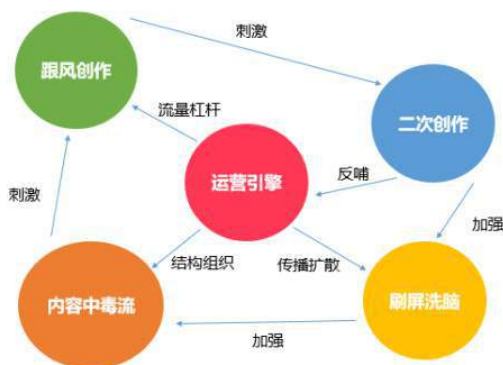 刺激
跟风创作
二次创作
流量杠杆
运营引擎
反哺
刺激
加强
结构组织
传播扩散
内容中毒流
刷屏洗脑
加强